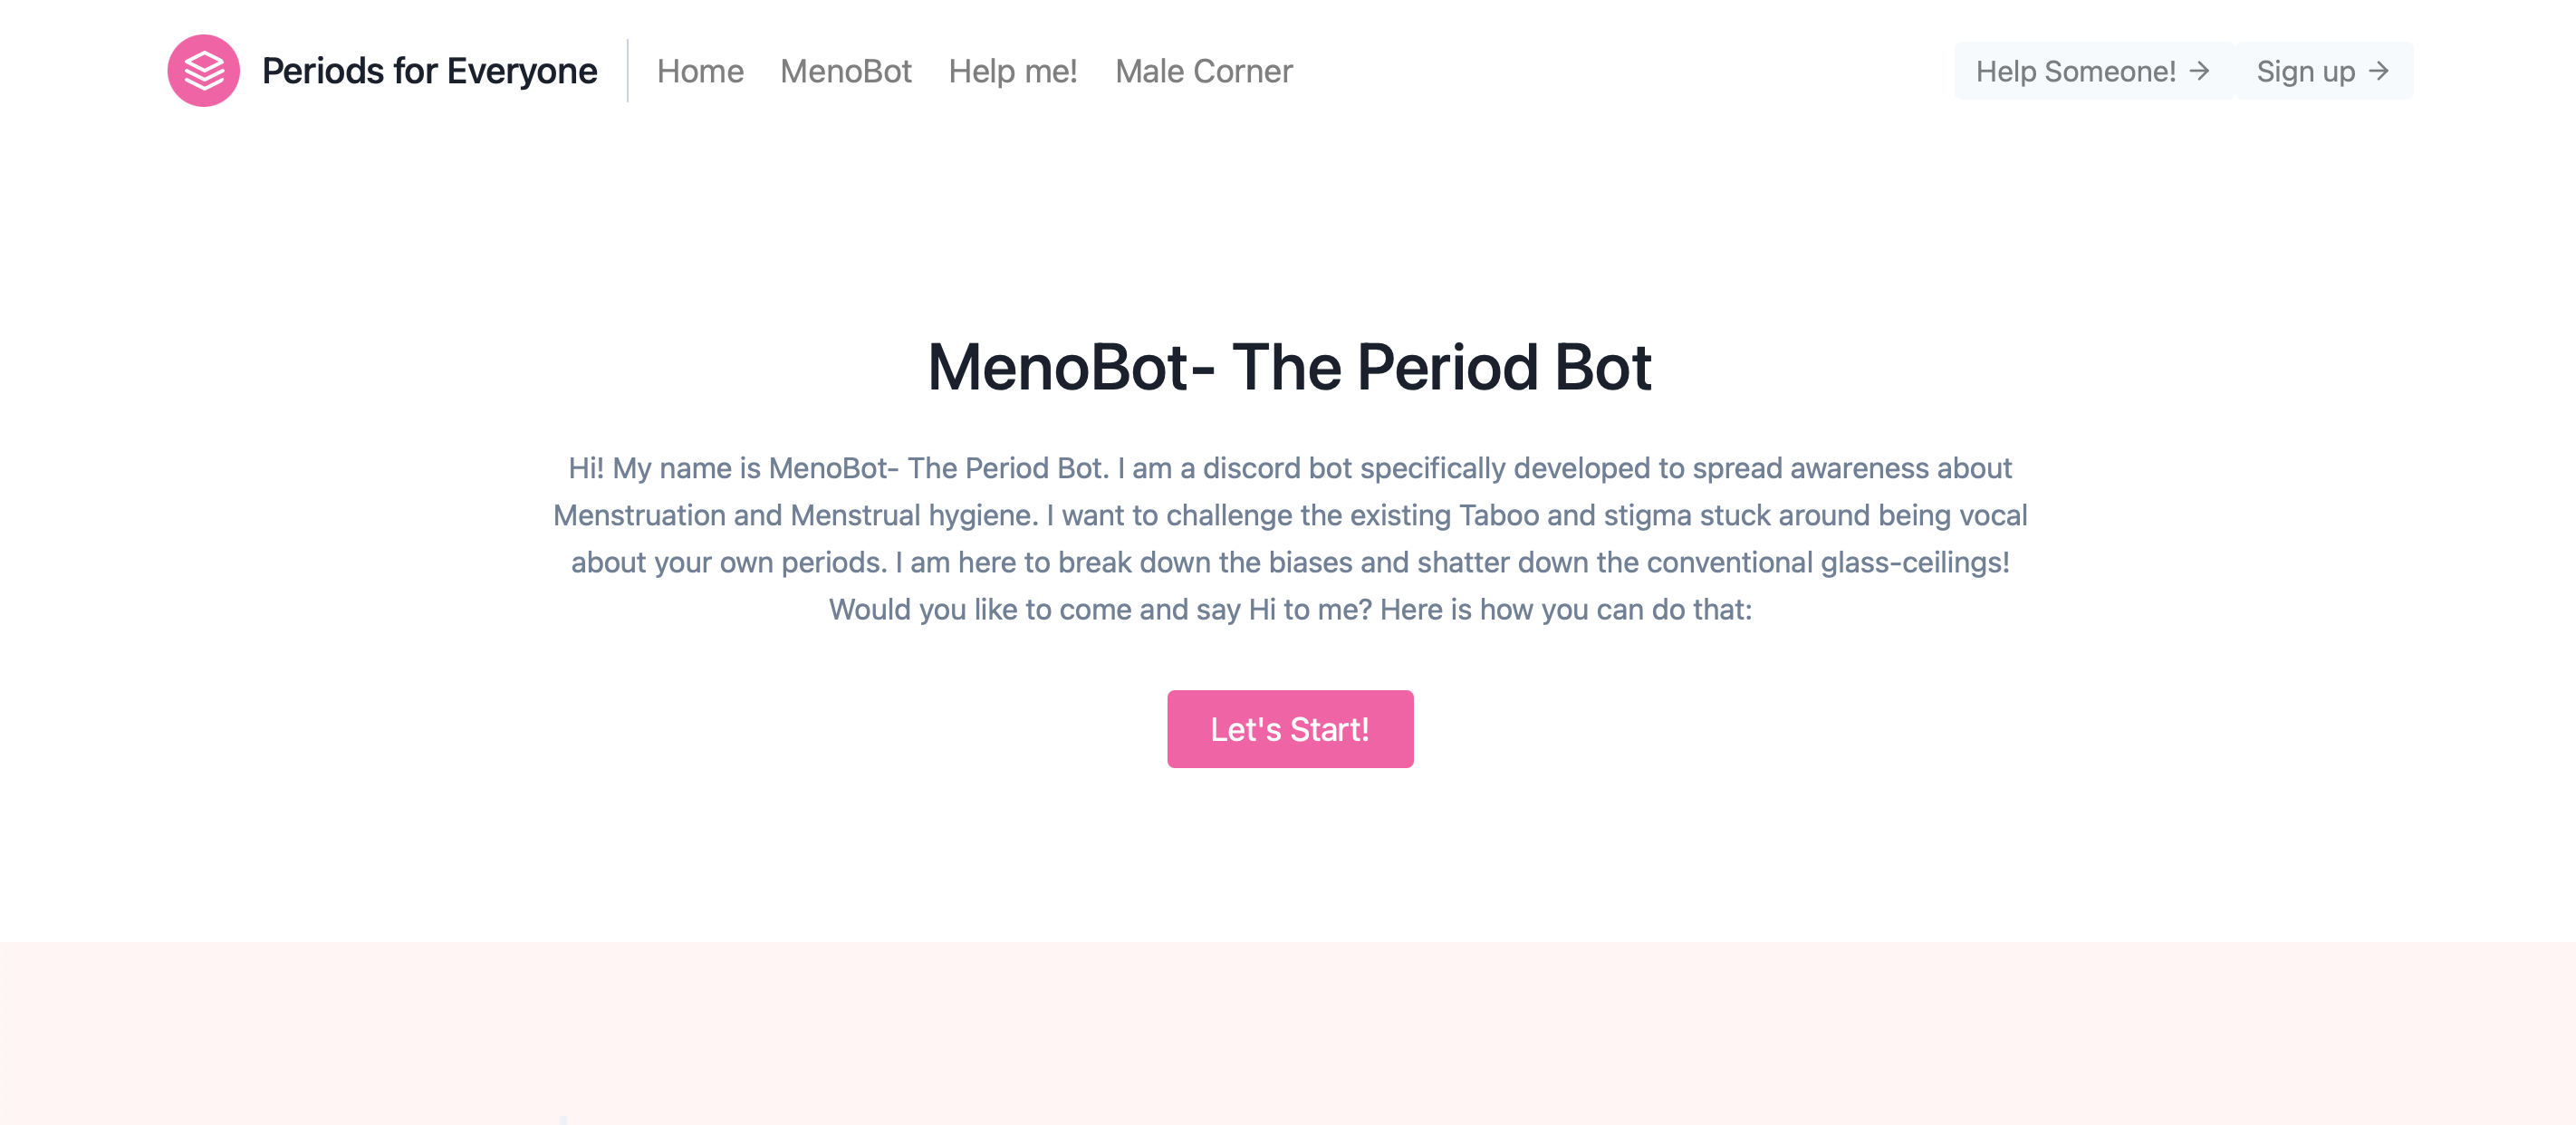 Periods for Everyone
Home MenoBot Help me! Male Corner
Help Someone! → Sign up →
MenoBot- The Period Bot
Hi! My name is MenoBot- The Period Bot. I am a discord bot specifically developed to spread awareness about
Menstruation and Menstrual hygiene. I want to challenge the existing Taboo and stigma stuck around being vocal
about your own periods. I am here to break down the biases and shatter down the conventional glass-ceilings!
Would you like to come and say Hi to me? Here is how you can do that:
Let's Start!